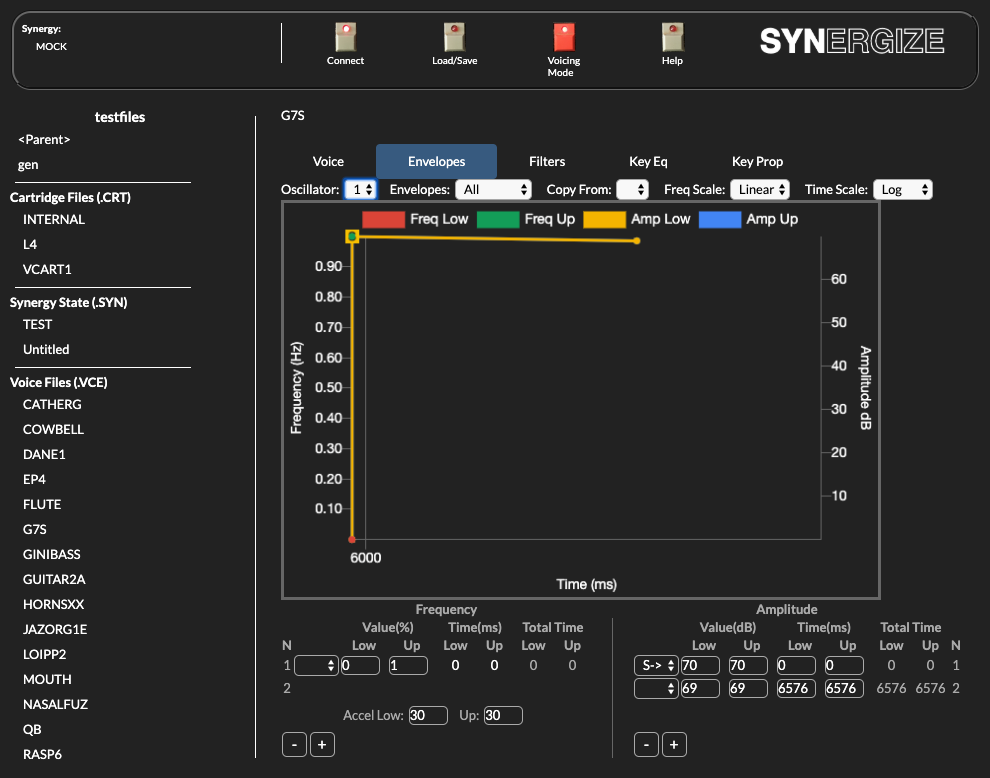 Synergy:
MOCK
Connect
Load/Save
Voicing
Mode
Help
SYNERGIZE
testfiles
<Parent>
gen
Cartridge Files (.CRT)
INTERNAL
L4
VCART1
Synergy State (.SYN)
TEST
Untitled
Voice Files (.VCE)
CATHERG
COWBELL
DANE1
EP4
FLUTE
G7S
GINIBASS
GUITAR2A
HORNSXX
JAZORG1E
LOIPP2
MOUTH
NASALFUZ
QB
RASP6
G7S
Voice Envelopes Filters Key Eq Key Prop
Oscillator: 1 Envelopes: All Copy From: Freq Scale: Linear Time Scale: Log
Freq Low Freq Up Amp Low Amp Up
0.90
0.80
0.70
0.60
0.50
0.40
0.30
0.20
0.10
Frequency (Hz)
60
50
40
30
20
10
Amplitude dB
6000
Time (ms)
Frequency
Value(%) Time(ms) Total Time
N Low Up Low Up Low Up
1 0 1 0 0 0 0
2
Accel Low: 30 Up: 30
- +
Amplitude
Value(dB) Time(ms) Total Time
Low Up Low Up Low Up N
S-> 70 70 0 0 0 0 1
69 69 6576 6576 6576 6576 2
- +